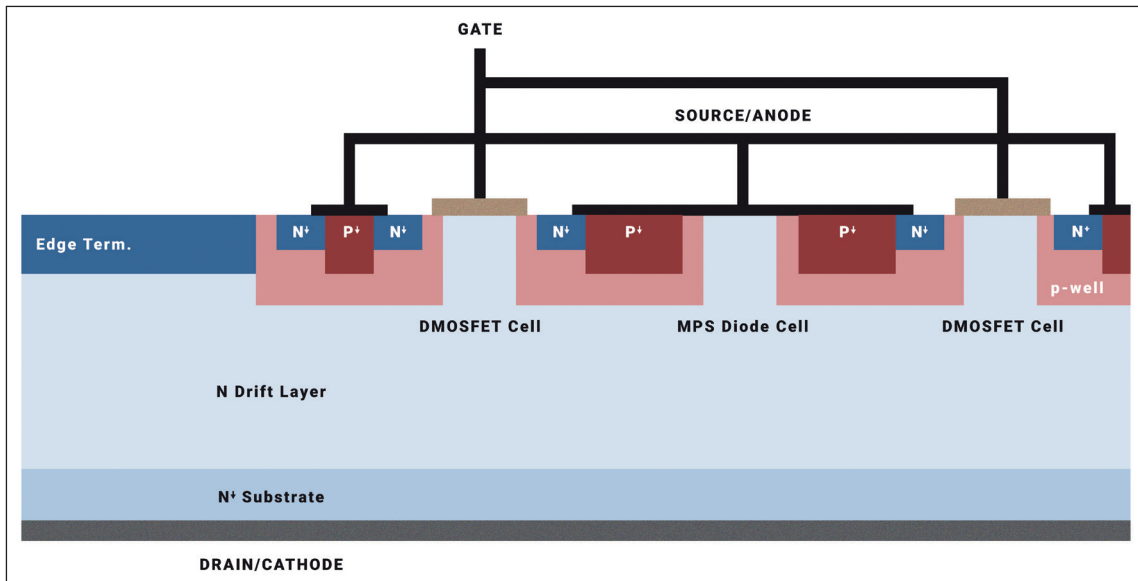 GATE
SOURCE/ANODE
Edge Term.
N⸸ P⸸ N⸸ N⸸ P⸸ P⸸ N⸸ N⁺
p-well
DMOSFET Cell MPS Diode Cell DMOSFET Cell
N Drift Layer
N⸸ Substrate
DRAIN/CATHODE